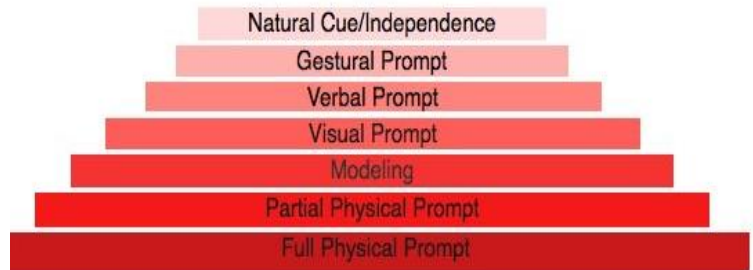 Natural Cue/Independence
Gestural Prompt
Verbal Prompt
Visual Prompt
Modeling
Partial Physical Prompt
Full Physical Prompt